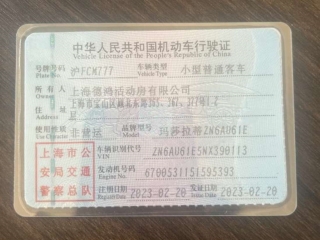 中华人民共和国机动车行驶证
Vehicle License of the People's Republic of China
号牌号码 沪FCM777 车辆类型 小型普通客车
Plate No. Vehicle Type
所有人 上海德鸿活动房有限公司
Owner
住址 上海市宝山区
Address
使用性质 非营运 品牌型号 玛莎拉蒂ZN6AU61E
Use Character Model
上海市公
安局交通
警察总队
车辆识别代号 ZN6AU61E5NX390113
VIN
发动机号码 6700531151595393
Engine No.
注册日期 2023-02-20 发证日期 2023-02-20
Register Date Issue Date